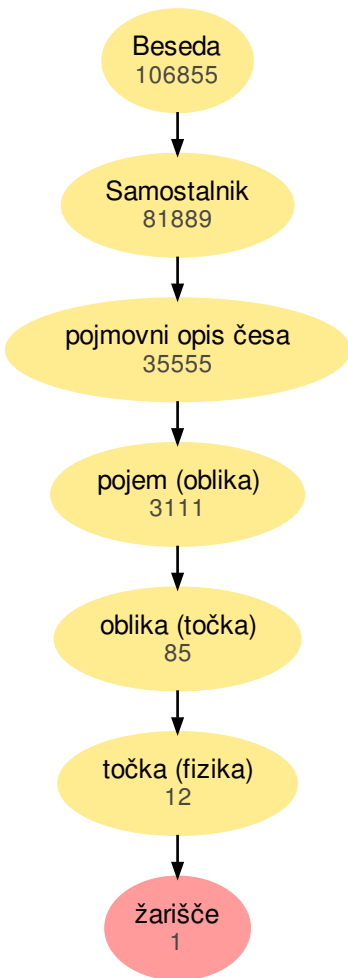 Beseda
106855
Samostalnik
81889
pojmovni opis česa
35555
pojem (oblika)
3111
oblika (točka)
85
točka (fizika)
12
žarišče
1